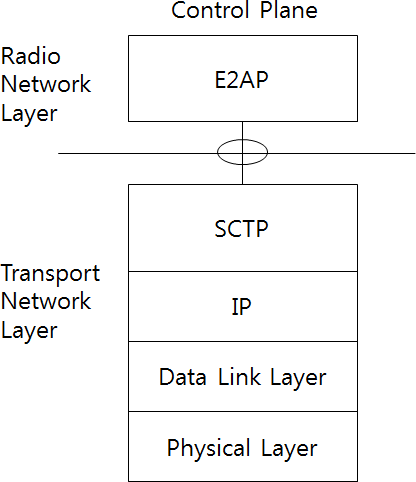 Control Plane
Radio
Network
Layer
E2AP
SCTP
Transport
Network
Layer
IP
Data Link Layer
Physical Layer